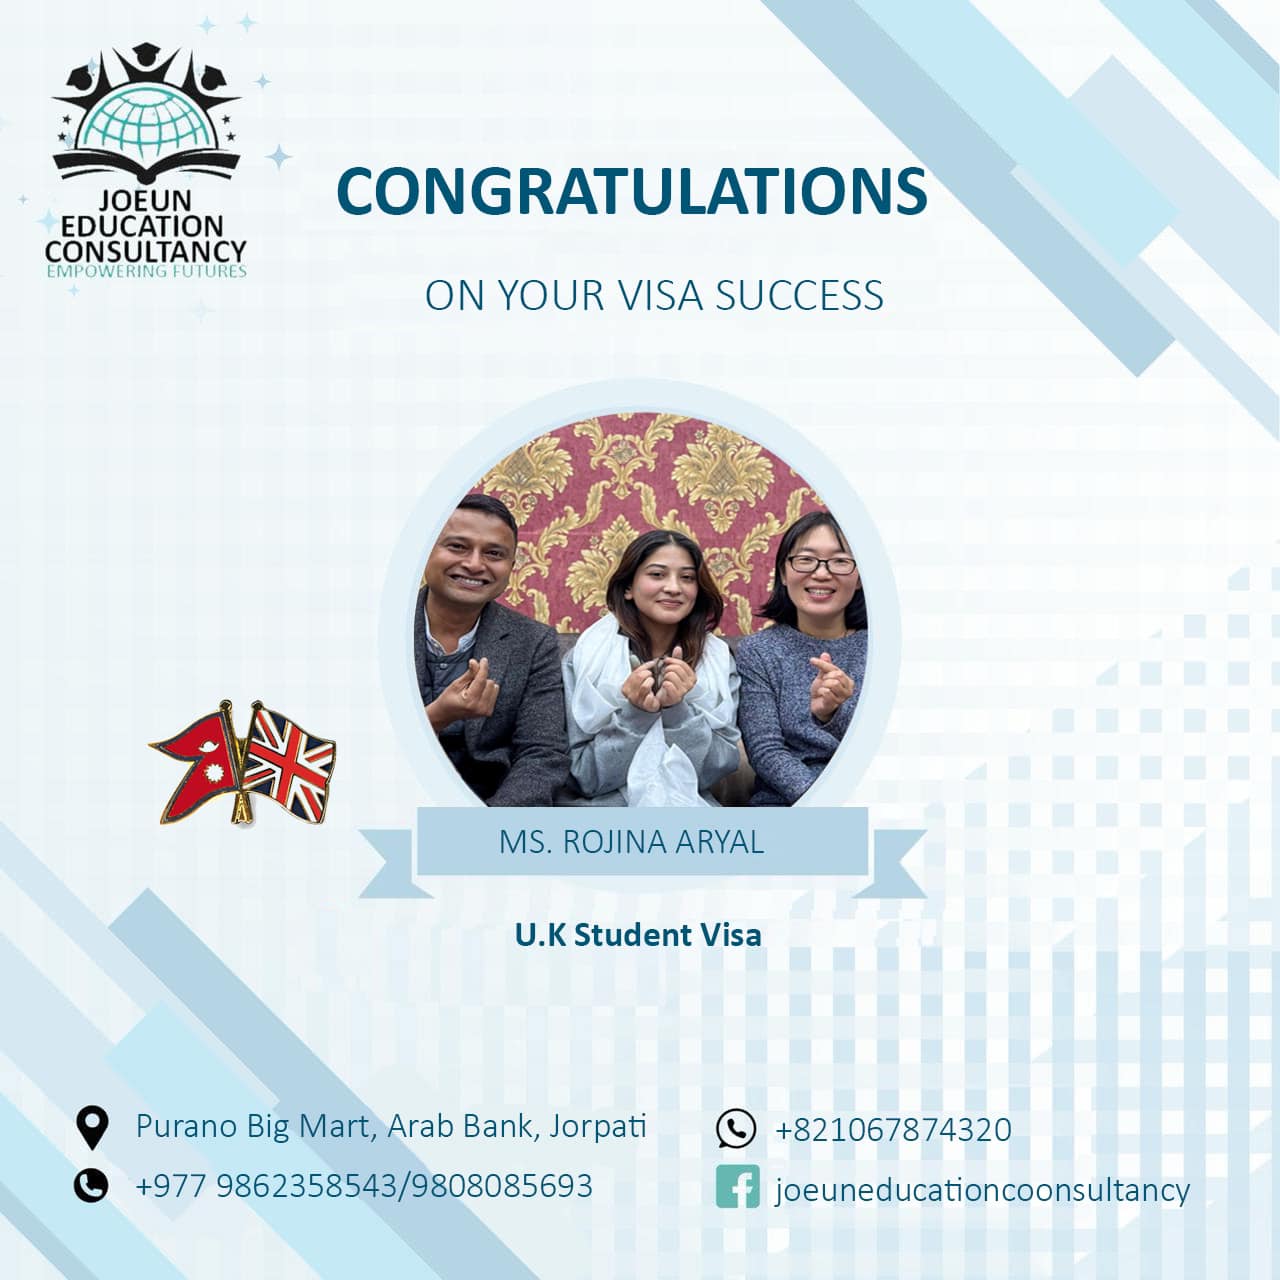 JOEUN
EDUCATION
CONSULTANCY
EMPOWERING FUTURES
CONGRATULATIONS
ON YOUR VISA SUCCESS
MS. ROJINA ARYAL
U.K Student Visa
Purano Big Mart, Arab Bank, Jorpati
+977 9862358543/9808085693
+821067874320
joeuneducationcoonsultancy